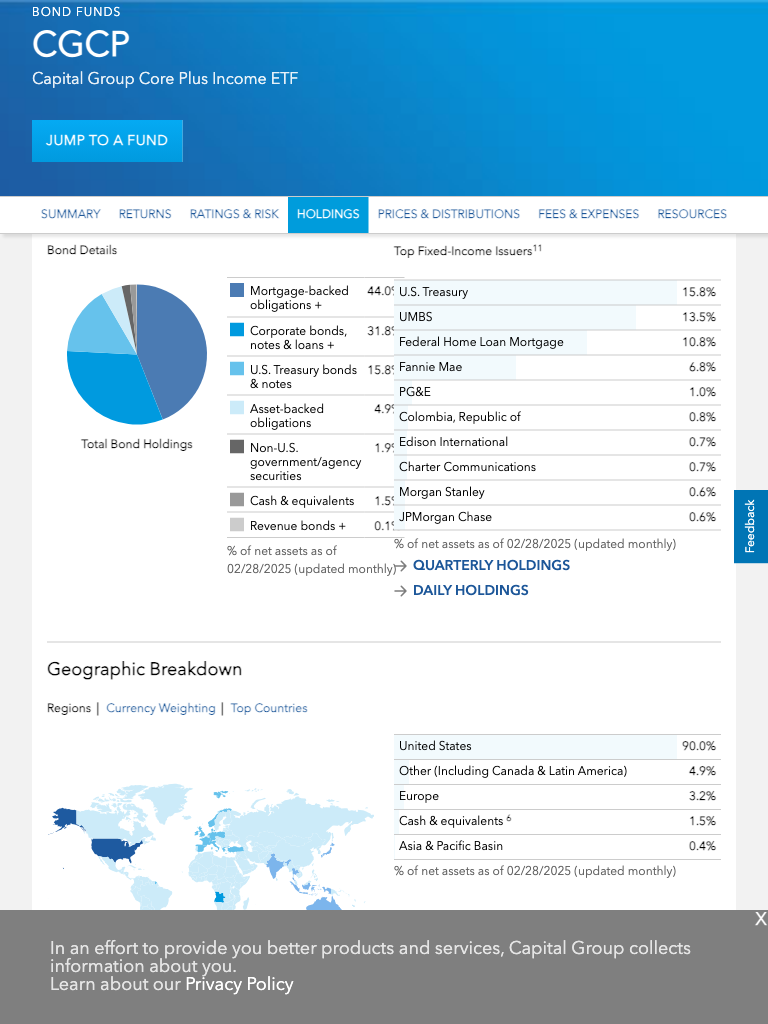 BOND FUNDS
CGCP
Capital Group Core Plus Income ETF
JUMP TO A FUND
SUMMARY RETURNS RATINGS & RISK HOLDINGS PRICES & DISTRIBUTIONS FEES & EXPENSES RESOURCES
Bond Details
Total Bond Holdings
Mortgage-backed 44.0%
obligations +
Corporate bonds, 31.8%
notes & loans +
U.S. Treasury bonds 15.8%
& notes
Asset-backed 4.9%
obligations
Non-U.S. 1.9%
government/agency
securities
Cash & equivalents 1.5%
Revenue bonds + 0.1%
% of net assets as of
02/28/2025 (updated monthly)
Top Fixed-Income Issuers11
U.S. Treasury 15.8%
UMBS 13.5%
Federal Home Loan Mortgage 10.8%
Fannie Mae 6.8%
PG&E 1.0%
Colombia, Republic of 0.8%
Edison International 0.7%
Charter Communications 0.7%
Morgan Stanley 0.6%
JPMorgan Chase 0.6%
% of net assets as of 02/28/2025 (updated monthly)
QUARTERLY HOLDINGS
DAILY HOLDINGS
Feedback
Geographic Breakdown
Regions | Currency Weighting | Top Countries
United States 90.0%
Other (Including Canada & Latin America) 4.9%
Europe 3.2%
Cash & equivalents 6 1.5%
Asia & Pacific Basin 0.4%
% of net assets as of 02/28/2025 (updated monthly)
X
In an effort to provide you better products and services, Capital Group collects
information about you.
Learn about our Privacy Policy